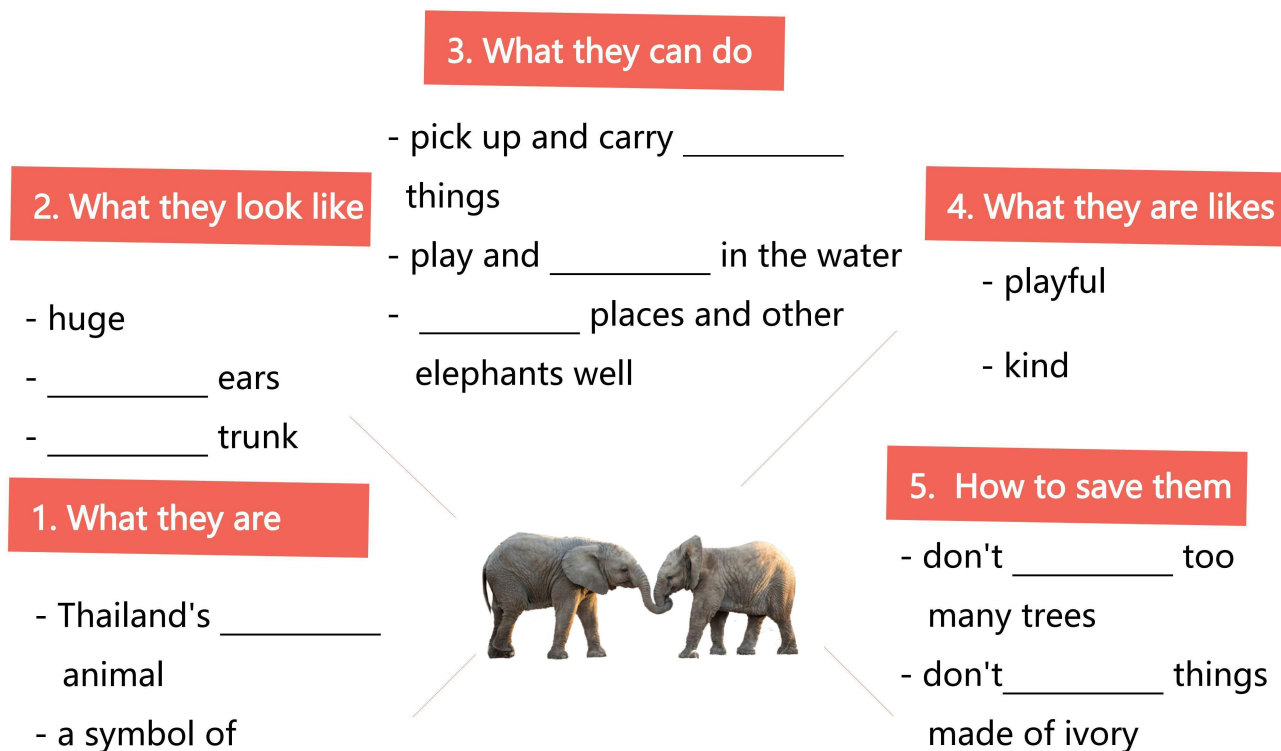 3. What they can do
- pick up and carry __________
things
- play and __________ in the water
- __________ places and other
elephants well
2. What they look like
- huge
- __________ ears
- __________ trunk
4. What they are likes
- playful
- kind
1. What they are
- Thailand's __________
animal
- a symbol of
5. How to save them
- don't __________ too
many trees
- don't__________ things
made of ivory